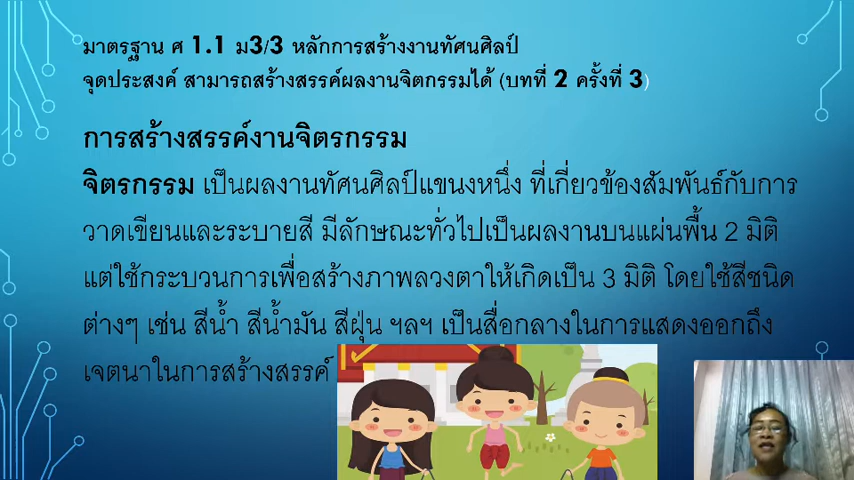 มาตรฐาน ศ 1.1 ม3/3 หลักการสร้างงานทัศนศิลป์
จุดประสงค์ สามารถสร้างสรรค์ผลงานจิตกรรมได้ (บทที่ 2 ครั้งที่ 3)
การสร้างสรรค์งานจิตรกรรม
จิตรกรรม เป็นผลงานทัศนศิลป์แขนงหนึ่ง ที่เกี่ยวข้องสัมพันธ์กับการ
วาดเขียนและระบายสี มีลักษณะทั่วไปเป็นผลงานบนแผ่นพื้น 2 มิติ
แต่ใช้กระบวนการเพื่อสร้างภาพลวงตาให้เกิดเป็น 3 มิติ โดยใช้สีชนิด
ต่างๆ เช่น สีน้ำ สีน้ำมัน สีฝุ่น ฯลฯ เป็นสื่อกลางในการแสดงออกถึง
เจตนาในการสร้างสรรค์